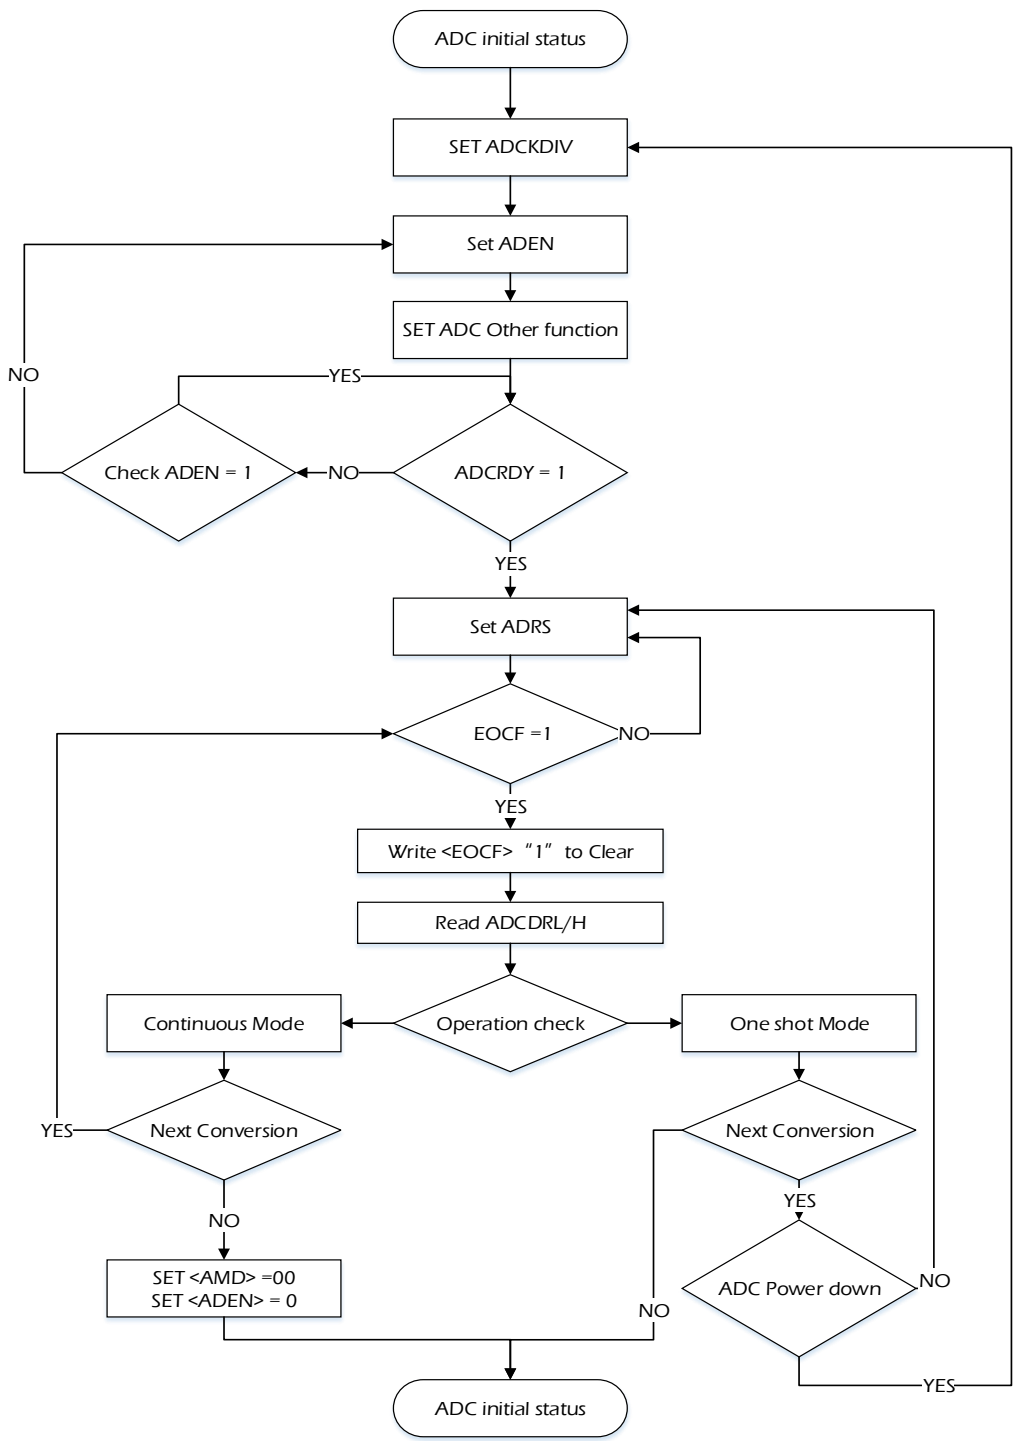 ADC initial status
SET ADCKDIV
Set ADEN
SET ADC Other function
NO
YES
Check ADEN = 1
NO
ADCRDY = 1
YES
Set ADRS
EOCF =1
NO
YES
Write <EOCF> “1” to Clear
Read ADCDRL/H
Continuous Mode
Operation check
One shot Mode
YES
Next Conversion
Next Conversion
YES
NO
SET <AMD> =00
SET <ADEN> = 0
ADC Power down
NO
NO
YES
ADC initial status